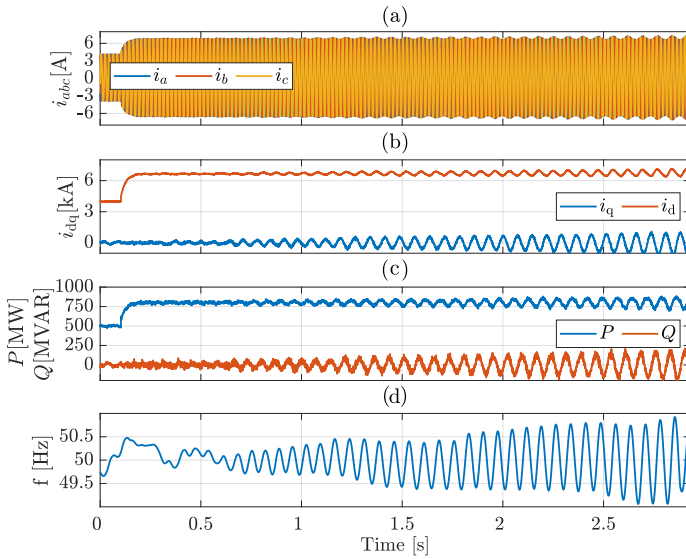 (a)
i_abc[A]
6
3
0
-3
-6
i_a i_b i_c
(b)
i_dq[kA]
6
3
0
i_q i_d
(c)
P[MW]
Q[MVAR]
1000
750
500
250
0
P Q
(d)
f [Hz]
50.5
50
49.5
0 0.5 1 1.5 2 2.5
Time [s]